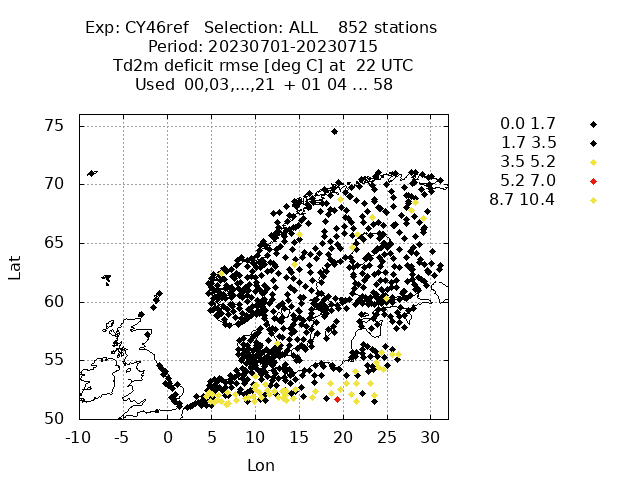 Exp: CY46ref   Selection: ALL    852 stations
Period: 20230701-20230715
Td2m deficit rmse [deg C] at  22 UTC
Used  00,03,...,21  + 01 04 ... 58
0.0 1.7
1.7 3.5
3.5 5.2
5.2 7.0
8.7 10.4
75
70
65
60
55
50
Lat
-10 -5 0 5 10 15 20 25 30
Lon